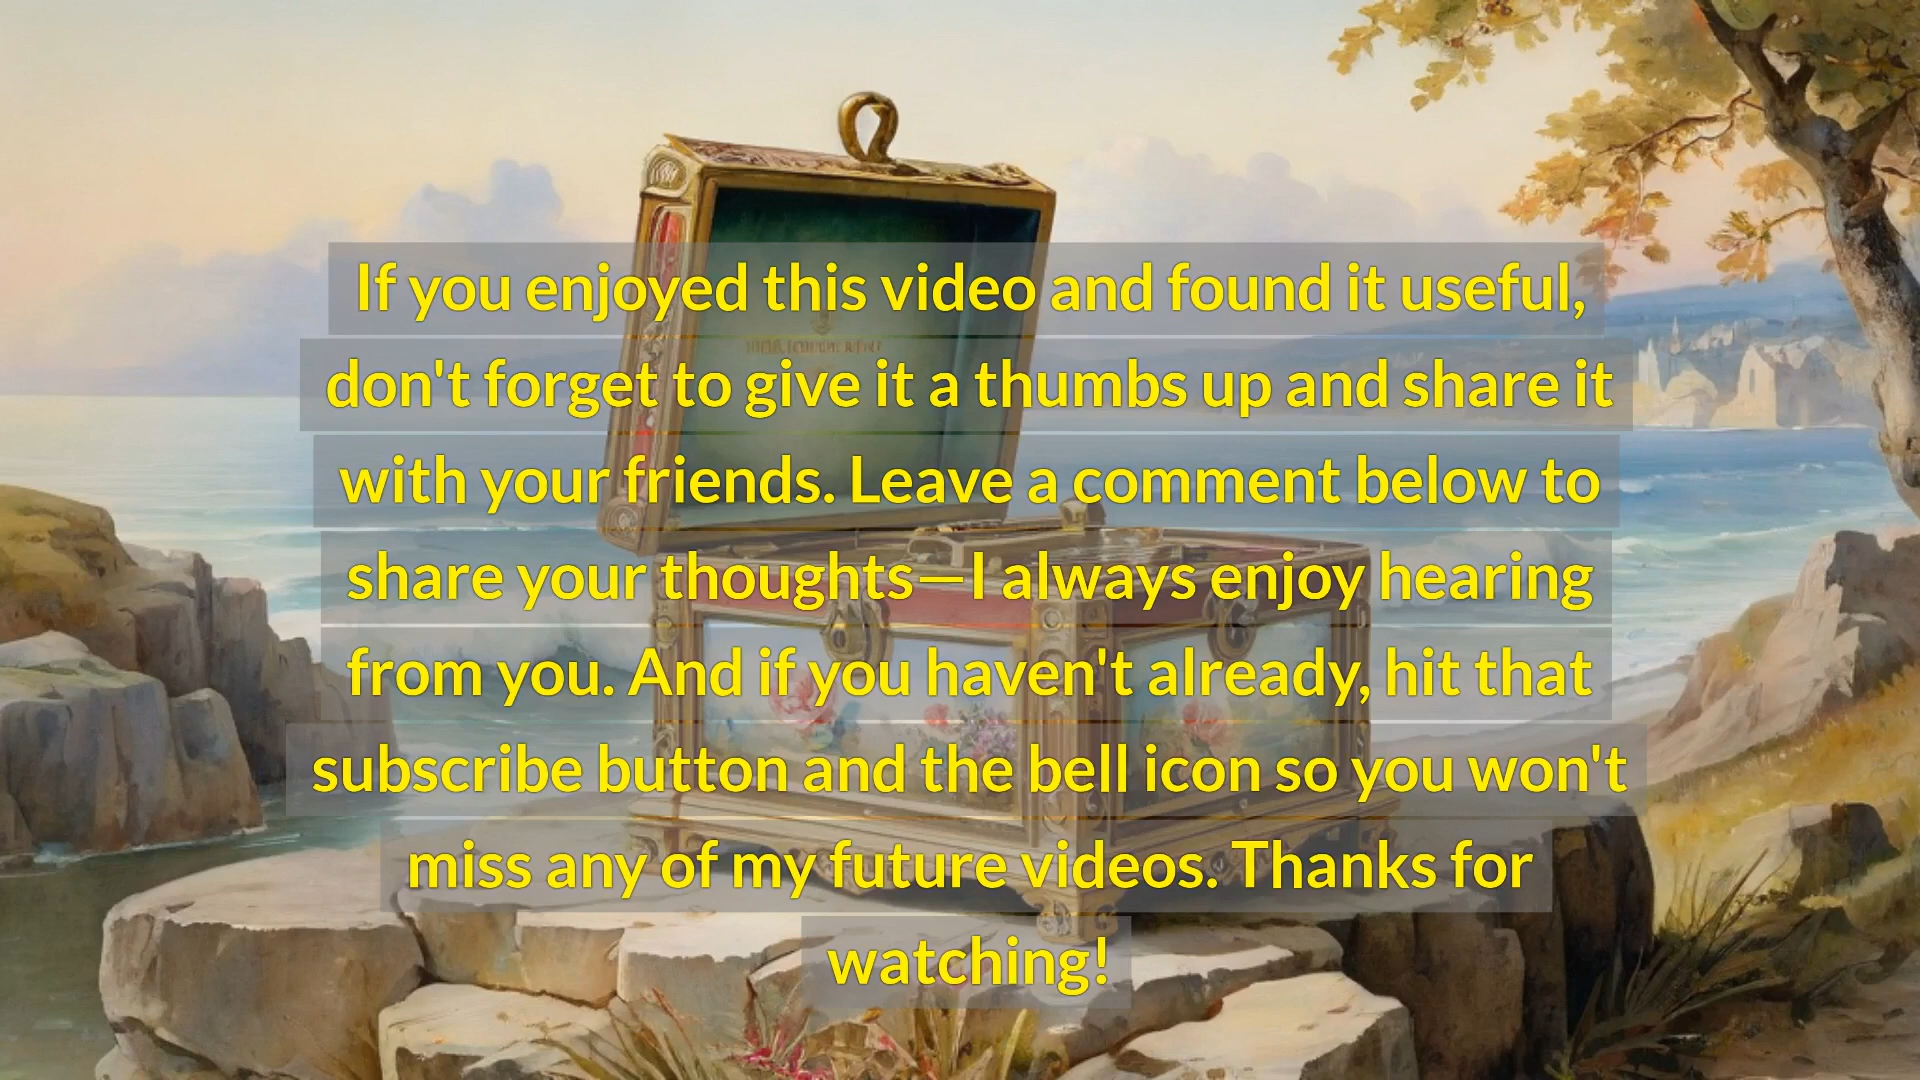 If you enjoyed this video and found it useful,
don't forget to give it a thumbs up and share it
with your friends. Leave a comment below to
share your thoughts—I always enjoy hearing
from you. And if you haven't already, hit that
subscribe button and the bell icon so you won't
miss any of my future videos. Thanks for
watching!